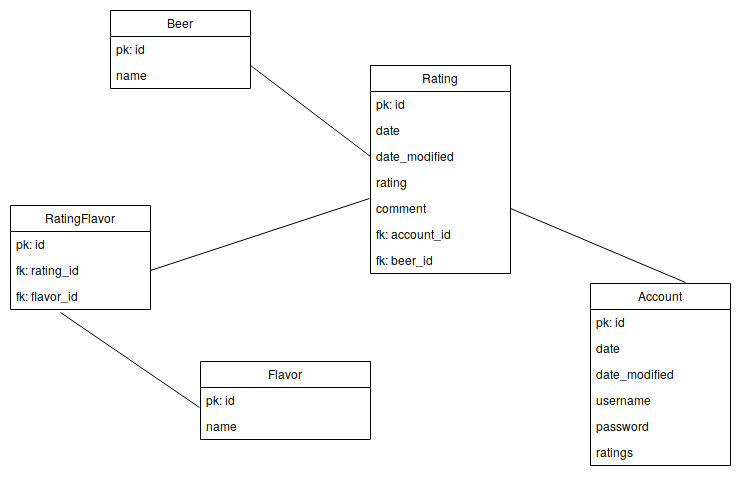 Beer
pk: id
name
Rating
pk: id
date
date_modified
rating
comment
fk: account_id
fk: beer_id
RatingFlavor
pk: id
fk: rating_id
fk: flavor_id
Account
pk: id
date
date_modified
username
password
ratings
Flavor
pk: id
name